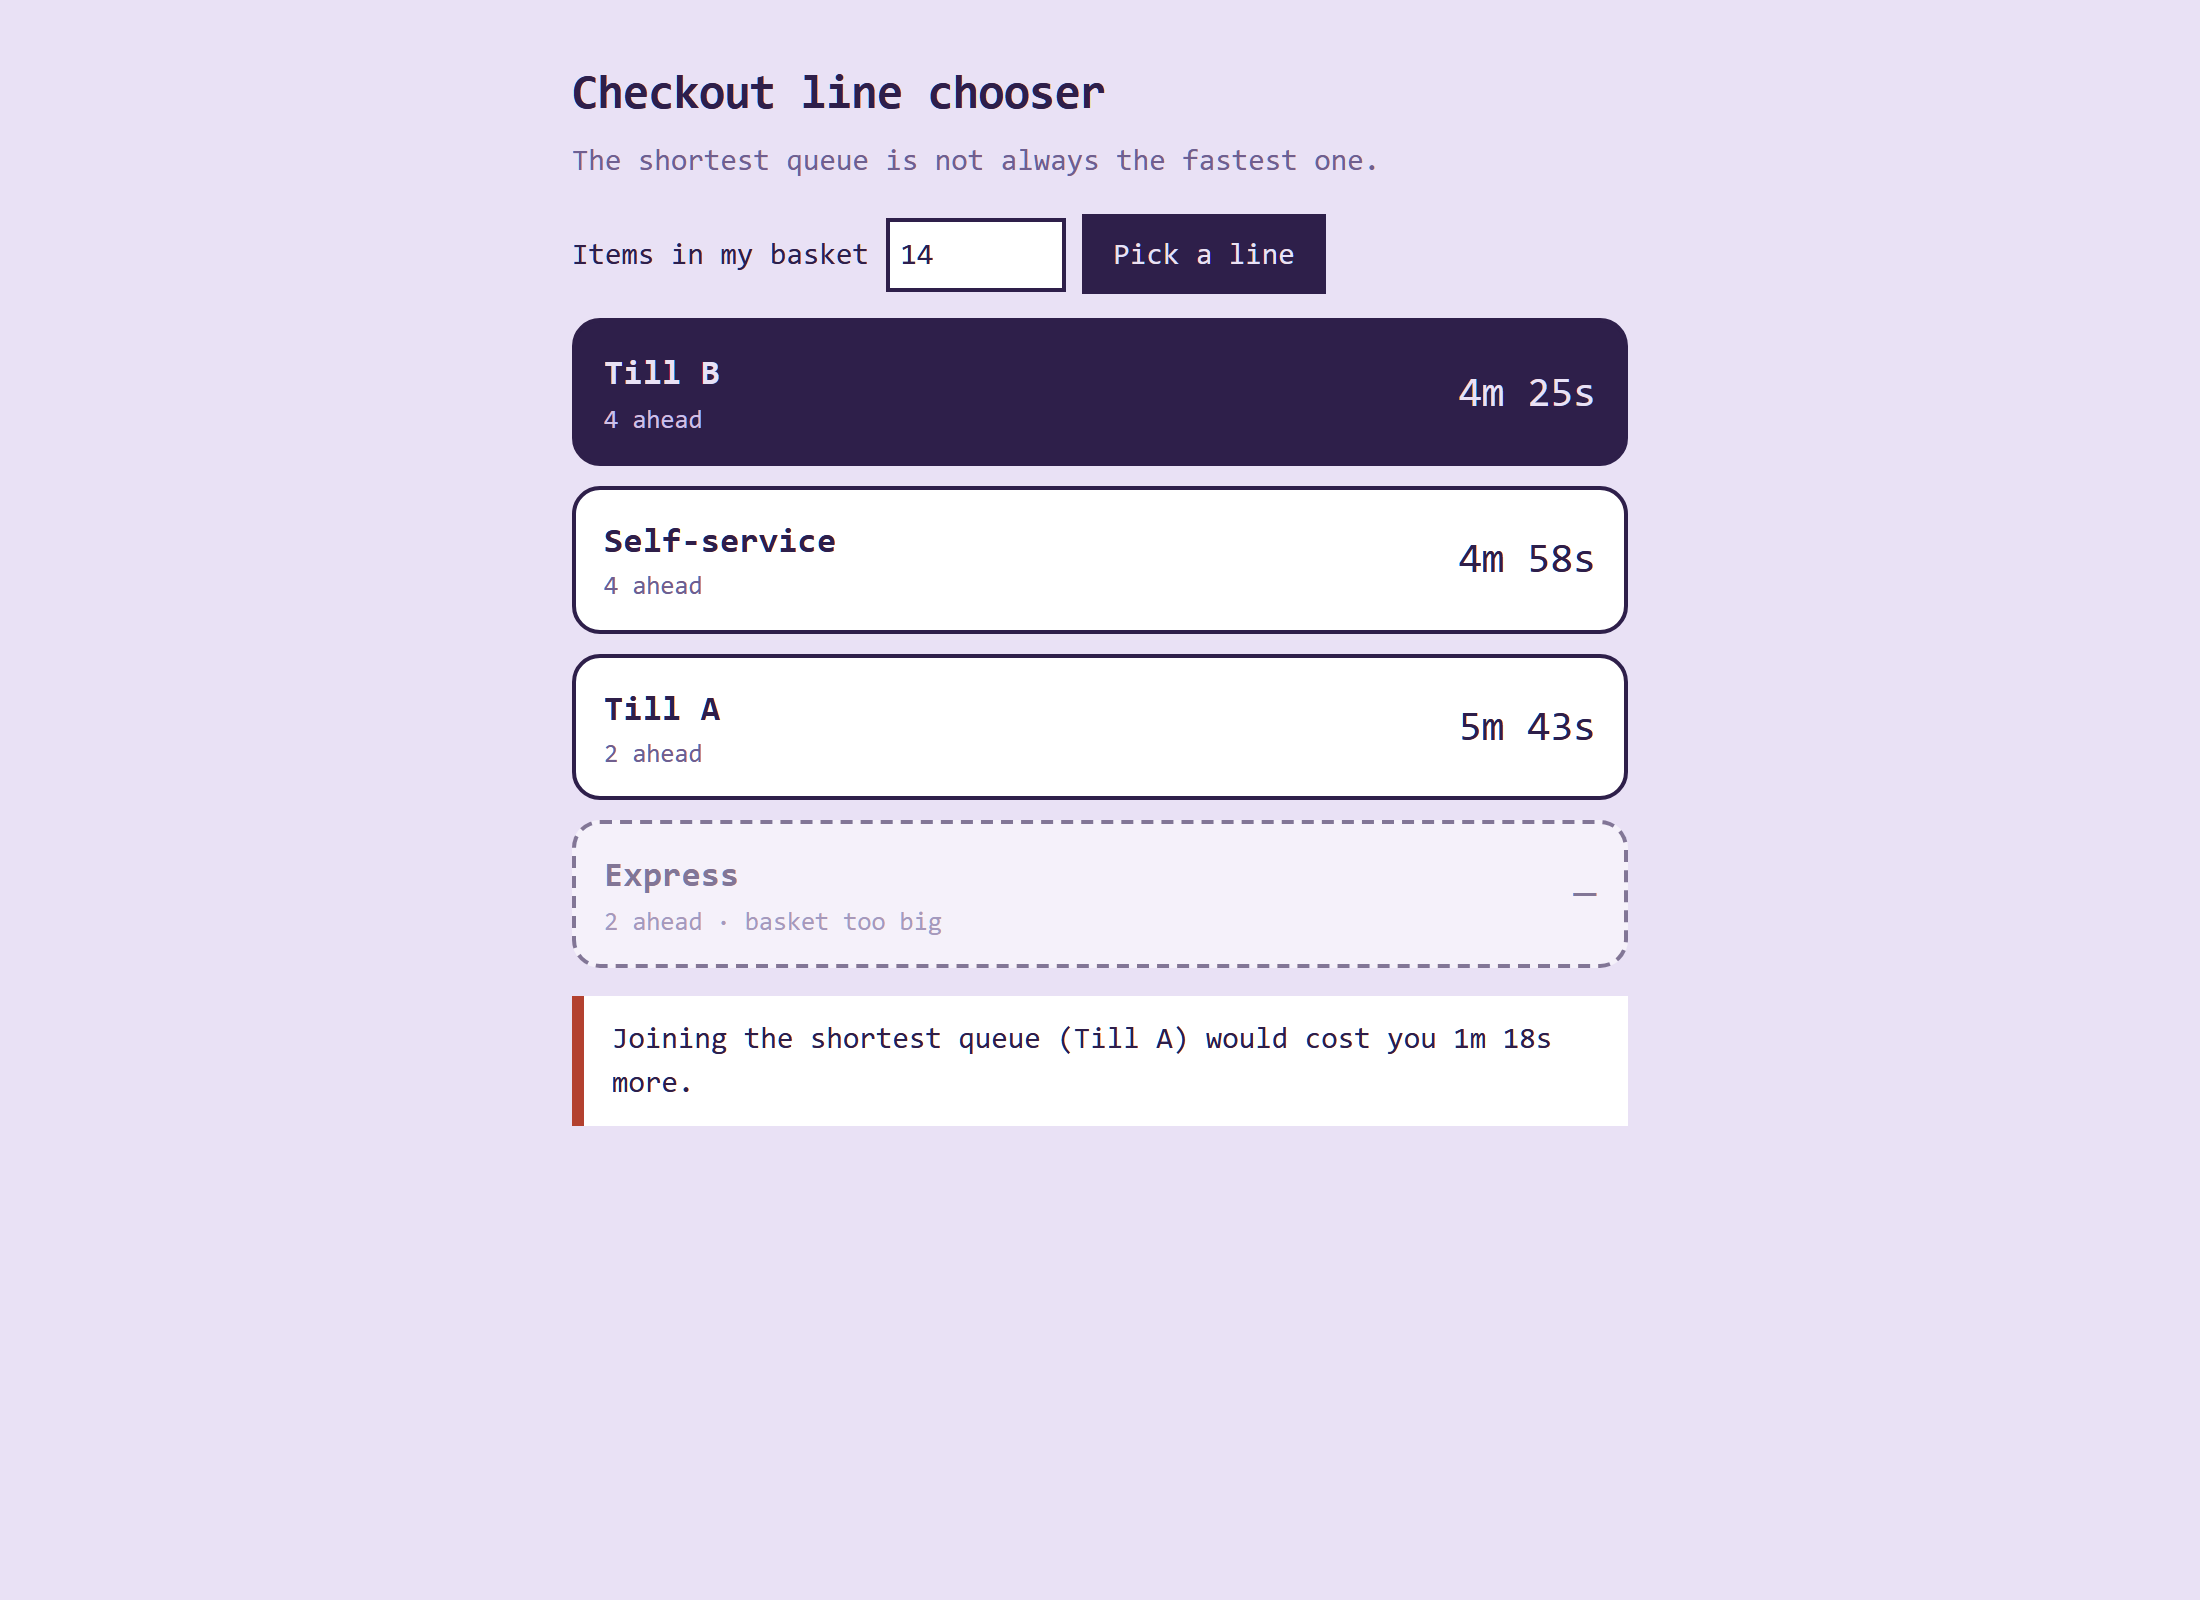 Checkout line chooser
The shortest queue is not always the fastest one.
Items in my basket 14 Pick a line
Till B
4 ahead
4m 25s
Self-service
4 ahead
4m 58s
Till A
2 ahead
5m 43s
Express
2 ahead · basket too big
—
Joining the shortest queue (Till A) would cost you 1m 18s
more.